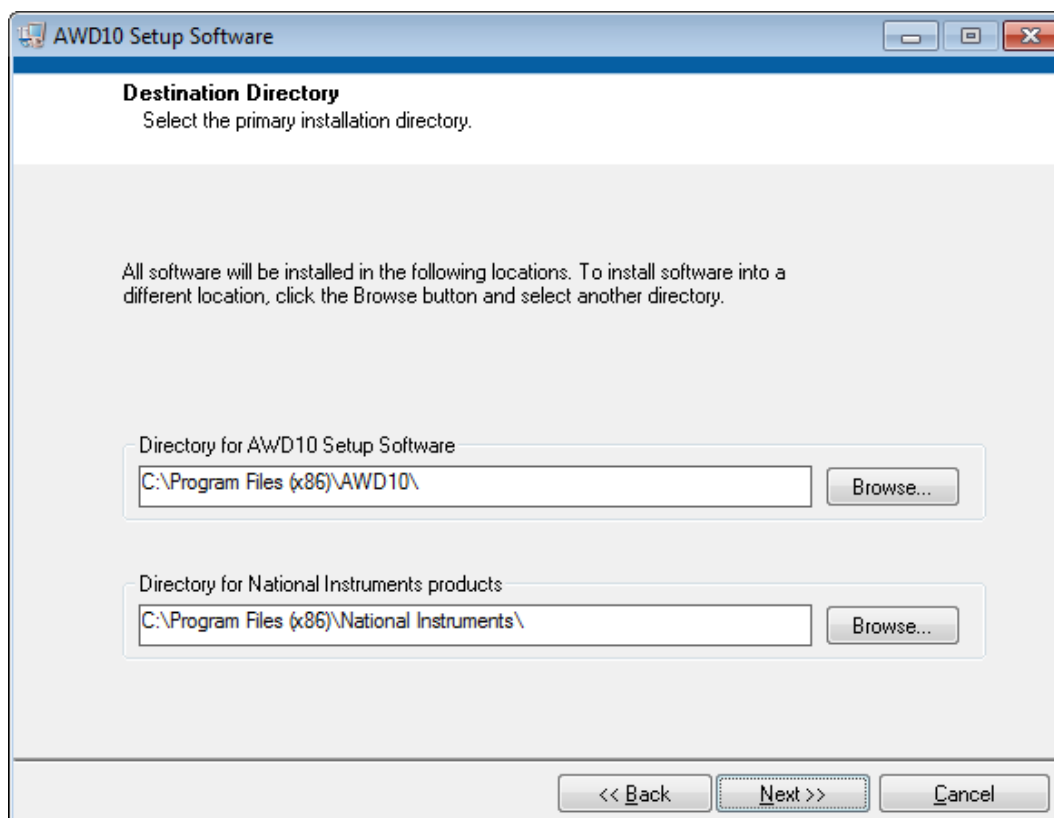 AWD10 Setup Software
Destination Directory
Select the primary installation directory.
All software will be installed in the following locations. To install software into a
different location, click the Browse button and select another directory.
Directory for AWD10 Setup Software
C:\Program Files (x86)\AWD10\
Browse...
Directory for National Instruments products
C:\Program Files (x86)\National Instruments\
Browse...
<< Back
Next >>
Cancel